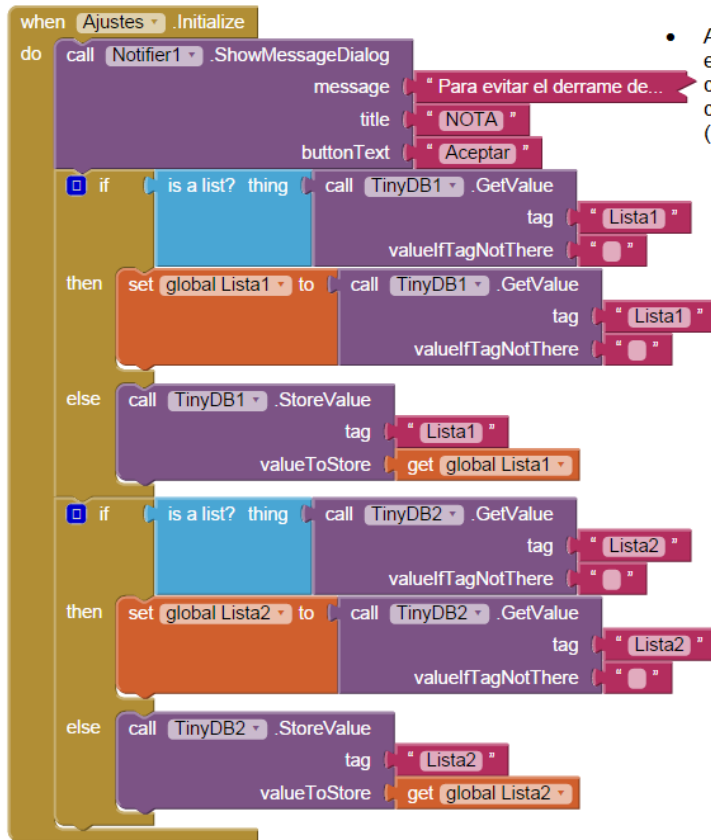 when Ajustes .Initialize
do call Notifier1 .ShowMessageDialog
message " Para evitar el derrame de...
title " NOTA "
buttonText " Aceptar "
if is a list? thing call TinyDB1 .GetValue
tag " Lista1 "
valueIfTagNotThere " "
then set global Lista1 to call TinyDB1 .GetValue
tag " Lista1 "
valueIfTagNotThere " "
else call TinyDB1 .StoreValue
tag " Lista1 "
valueToStore get global Lista1
if is a list? thing call TinyDB2 .GetValue
tag " Lista2 "
valueIfTagNotThere " "
then set global Lista2 to call TinyDB2 .GetValue
tag " Lista2 "
valueIfTagNotThere " "
else call TinyDB2 .StoreValue
tag " Lista2 "
valueToStore get global Lista2